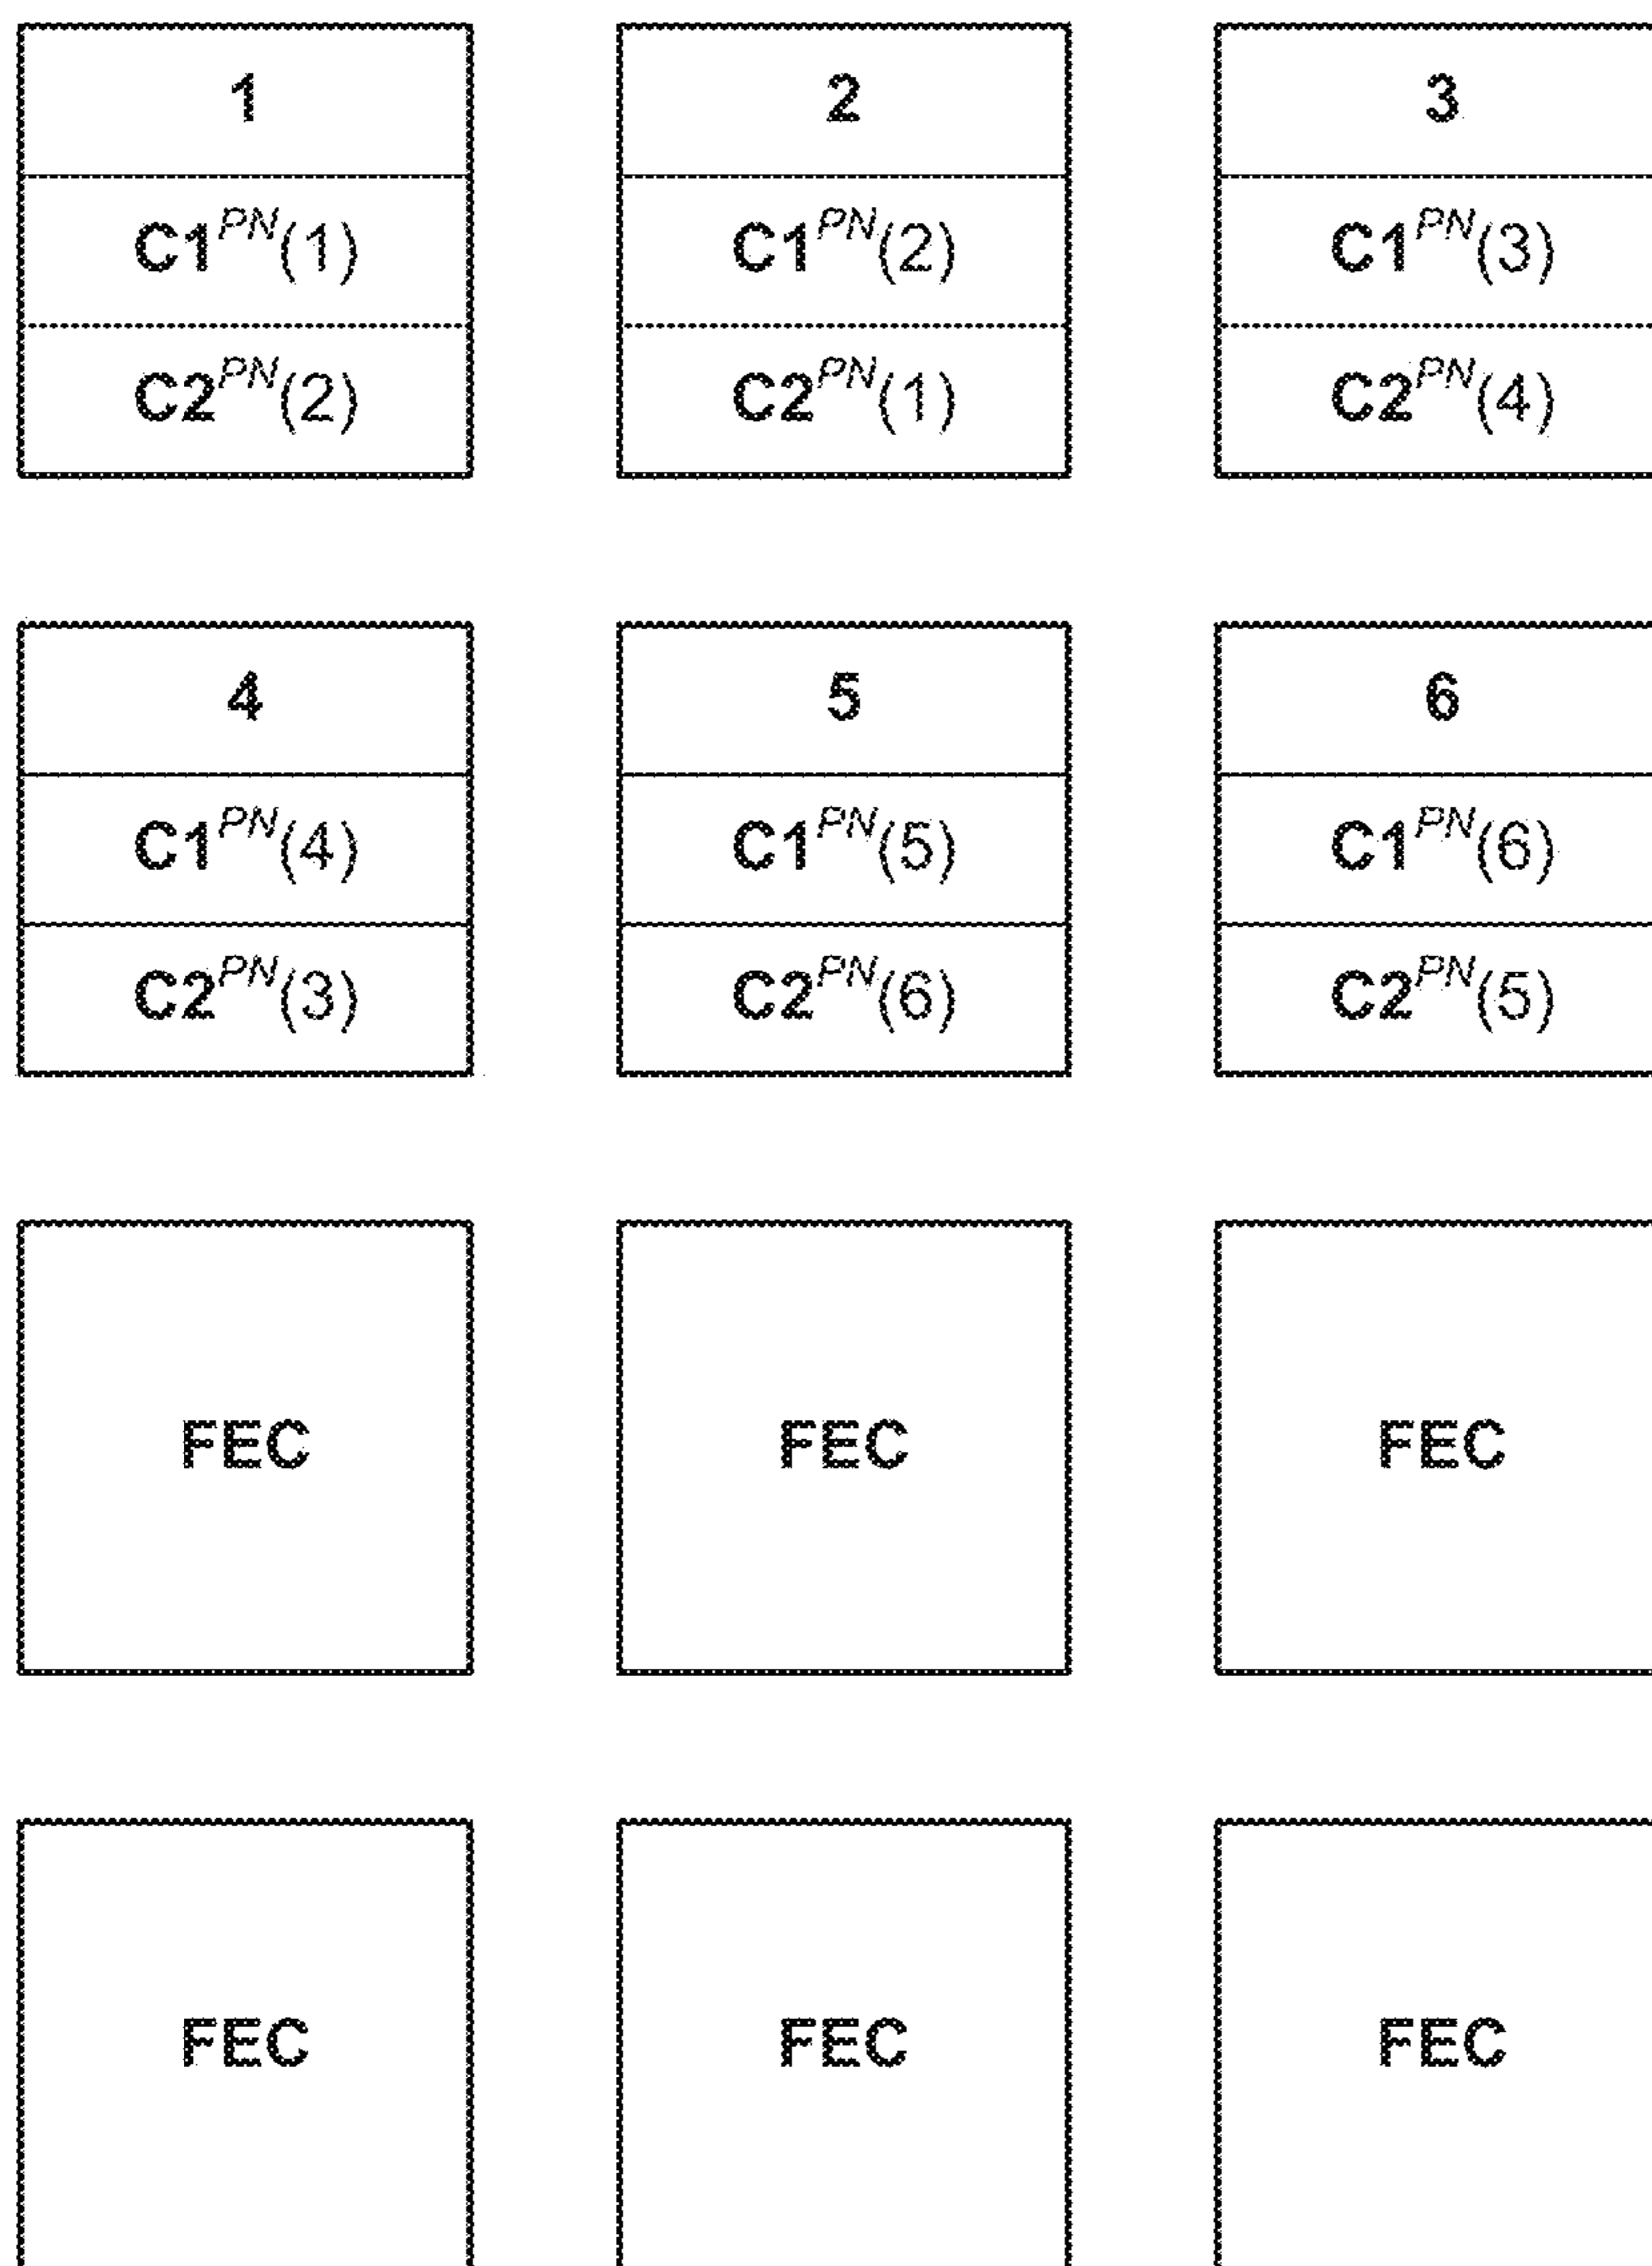 1 2 3
C1^PN(1) C1^PN(2) C1^PN(3)
C2^PN(2) C2^PN(1) C2^PN(4)
4 5 6
C1^PN(4) C1^PN(5) C1^PN(6)
C2^PN(3) C2^PN(6) C2^PN(5)
FEC FEC FEC
FEC FEC FEC